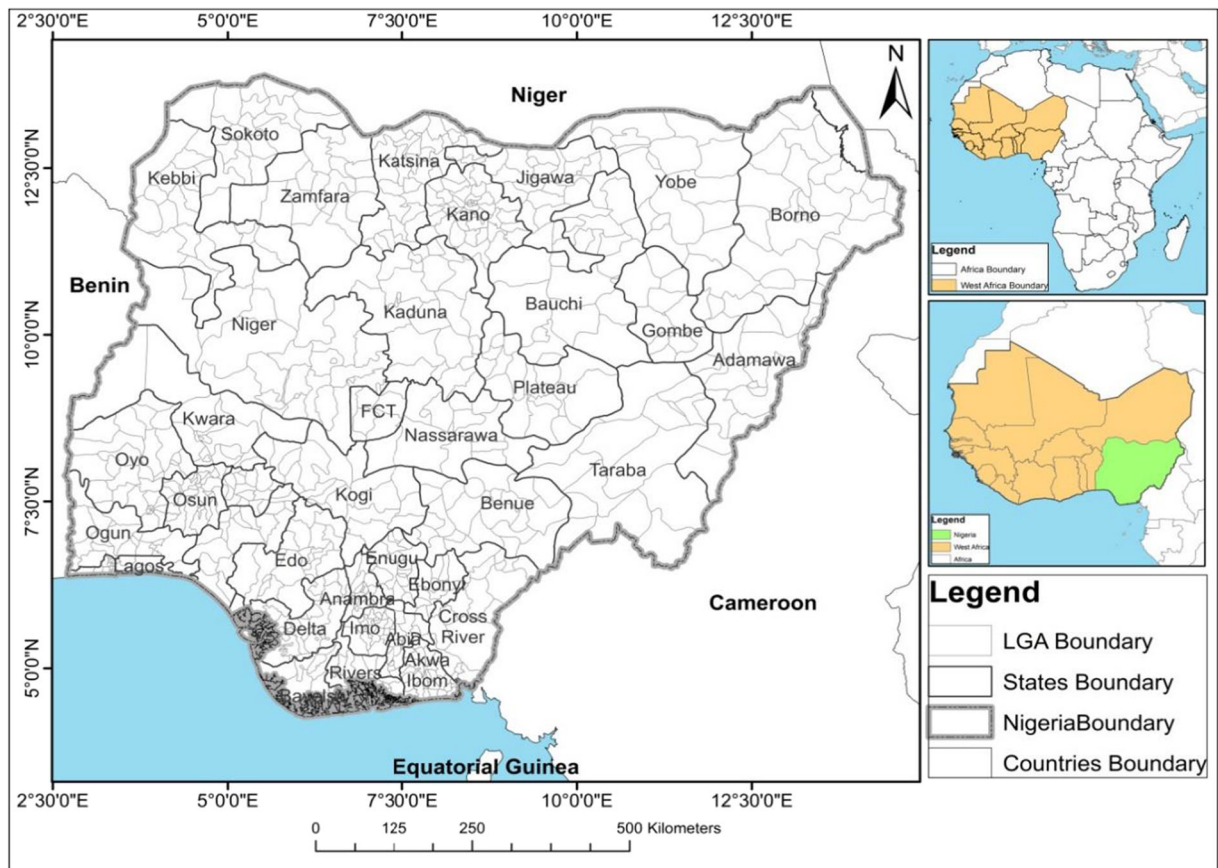 2°30'0"E 5°0'0"E 7°30'0"E 10°0'0"E 12°30'0"E
N
Niger
Sokoto
Katsina
12°30'0"N
Kebbi
Zamfara
Jigawa
Yobe
Kano
Borno
Benin
Bauchi
Kaduna
Niger
Gombe
10°0'0"N
Adamawa
Plateau
FCT
Kwara
Nassarawa
Oyo
Taraba
Osun
Kogi
Benue
7°30'0"N
Ogun
Edo
Enugu
Lagos
Ebonyi
Anambra
Cameroon
Cross
River
Delta
Imo
Abia
Akwa
Ibom
5°0'0"N
Rivers
Bayelsa
Equatorial Guinea
2°30'0"E 5°0'0"E 7°30'0"E 10°0'0"E 12°30'0"E
0 125 250 500 Kilometers
Legend
Africa Boundary
West Africa Boundary
Legend
Nigeria
West Africa
Africa
Legend
LGA Boundary
States Boundary
NigeriaBoundary
Countries Boundary